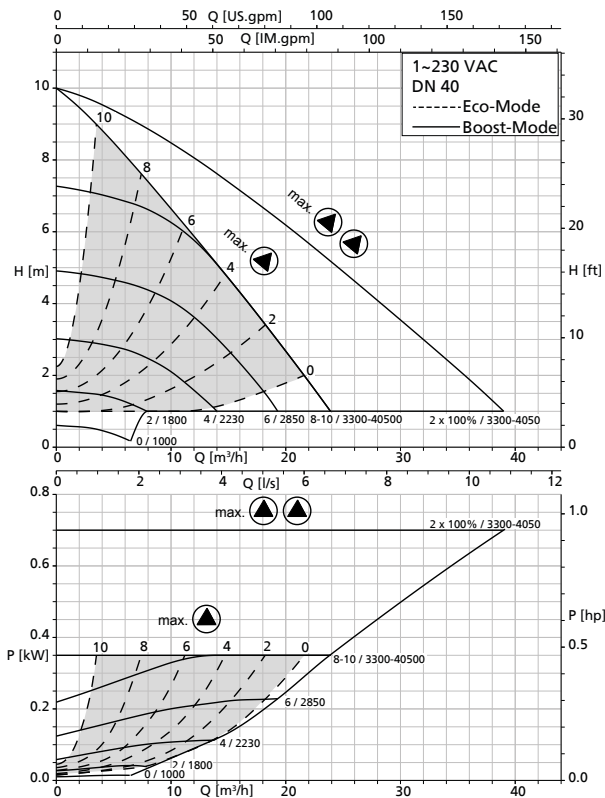 Q [US.gpm]
0 50 100 150
Q [IM.gpm]
0 50 100 150
1~230 VAC
DN 40
Eco-Mode
Boost-Mode
10
8
6
4
2
0
H [m]
30
20
10
0
H [ft]
10
8
6
4
2
0
max.
max.
0 / 1000
2 / 1800
4 / 2230
6 / 2850
8-10 / 3300-40500
2 x 100% / 3300-4050
0 10 20 30 40
Q [m³/h]
0 2 4 6 8 10 12
Q [l/s]
0.8
0.6
0.4
P [kW]
0.2
0.0
1.0
P [hp]
0.5
0.0
max.
2 x 100% / 3300-4050
max.
10 8 6 4 2 0
8-10 / 3300-40500
6 / 2850
4 / 2230
2 / 1800
0 / 1000
0 10 20 30 40
Q [m³/h]